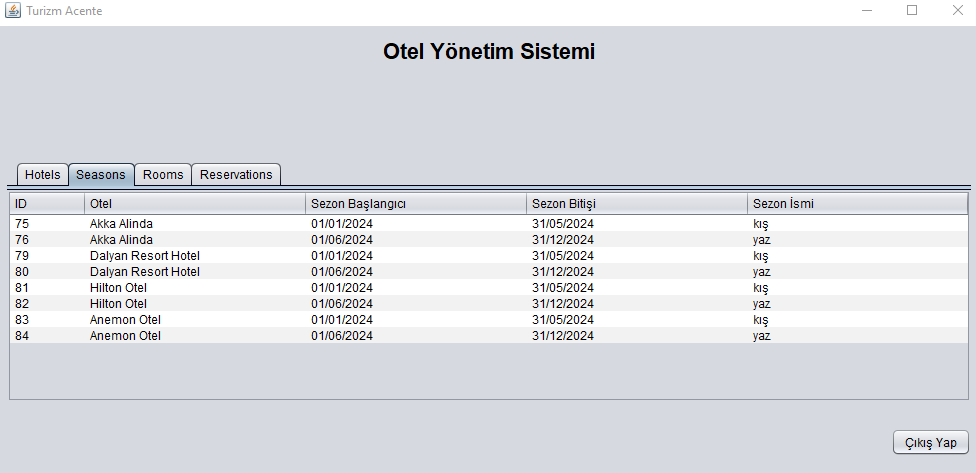 Turizm Acente
Otel Yönetim Sistemi
Hotels Seasons Rooms Reservations
ID Otel Sezon Başlangıcı Sezon Bitişi Sezon İsmi
75 Akka Alinda 01/01/2024 31/05/2024 kış
76 Akka Alinda 01/06/2024 31/12/2024 yaz
79 Dalyan Resort Hotel 01/01/2024 31/05/2024 kış
80 Dalyan Resort Hotel 01/06/2024 31/12/2024 yaz
81 Hilton Otel 01/01/2024 31/05/2024 kış
82 Hilton Otel 01/06/2024 31/12/2024 yaz
83 Anemon Otel 01/01/2024 31/05/2024 kış
84 Anemon Otel 01/06/2024 31/12/2024 yaz
Çıkış Yap